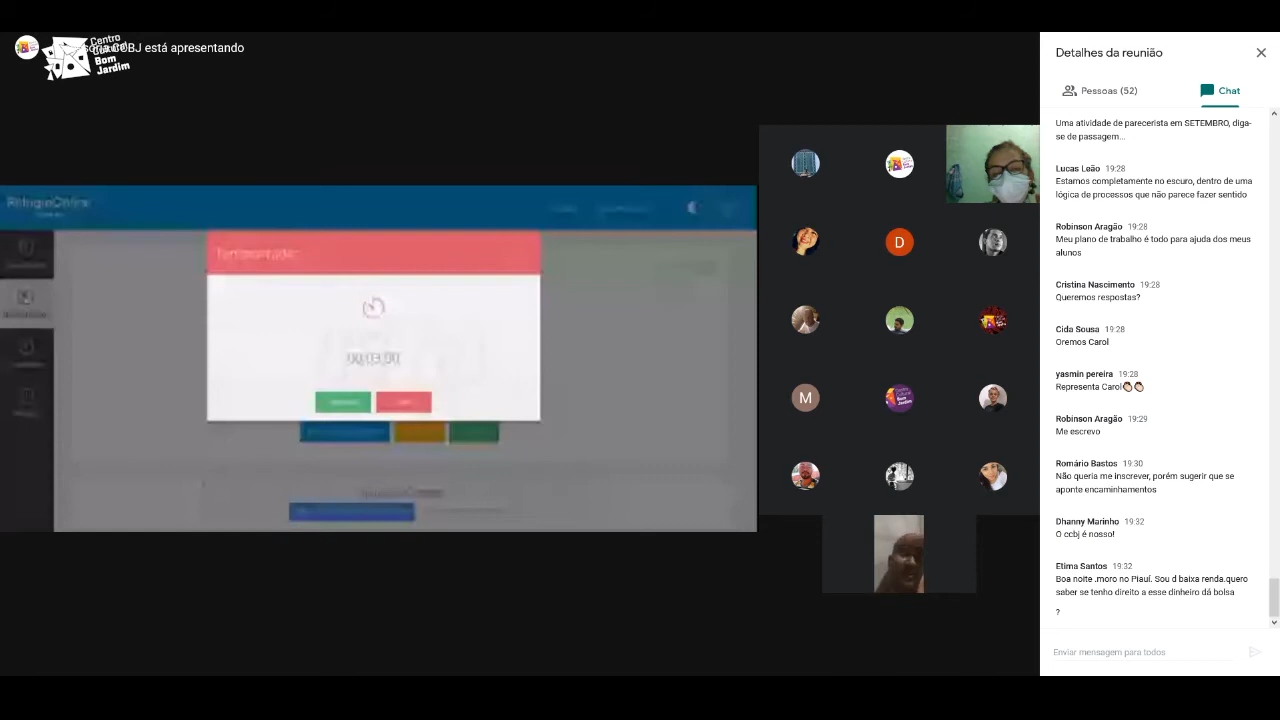 CCBJ está apresentando
Centro
Cultural
Bom
Jardim
Detalhes da reunião
Pessoas (52)
Chat
Uma atividade de parecerista em SETEMBRO, diga-
se de passagem...
Lucas Leão 19:28
Estamos completamente no escuro, dentro de uma
lógica de processos que não parece fazer sentido
Robinson Aragão 19:28
Meu plano de trabalho é todo para ajuda dos meus
alunos
Cristina Nascimento 19:28
Queremos respostas?
Cida Sousa 19:28
Oremos Carol
yasmin pereira 19:28
Representa Carol👏🏻👏🏻
Robinson Aragão 19:29
Me escrevo
Romário Bastos 19:30
Não queria me inscrever, porém sugerir que se
aponte encaminhamentos
Dhanny Marinho 19:32
O ccbj é nosso!
Etima Santos 19:32
Boa noite .moro no Piauí. Sou d baixa renda.quero
saber se tenho direito a esse dinheiro dá bolsa
?
Enviar mensagem para todos
RelógioOnline
Temporizador
00:03:00
D
M